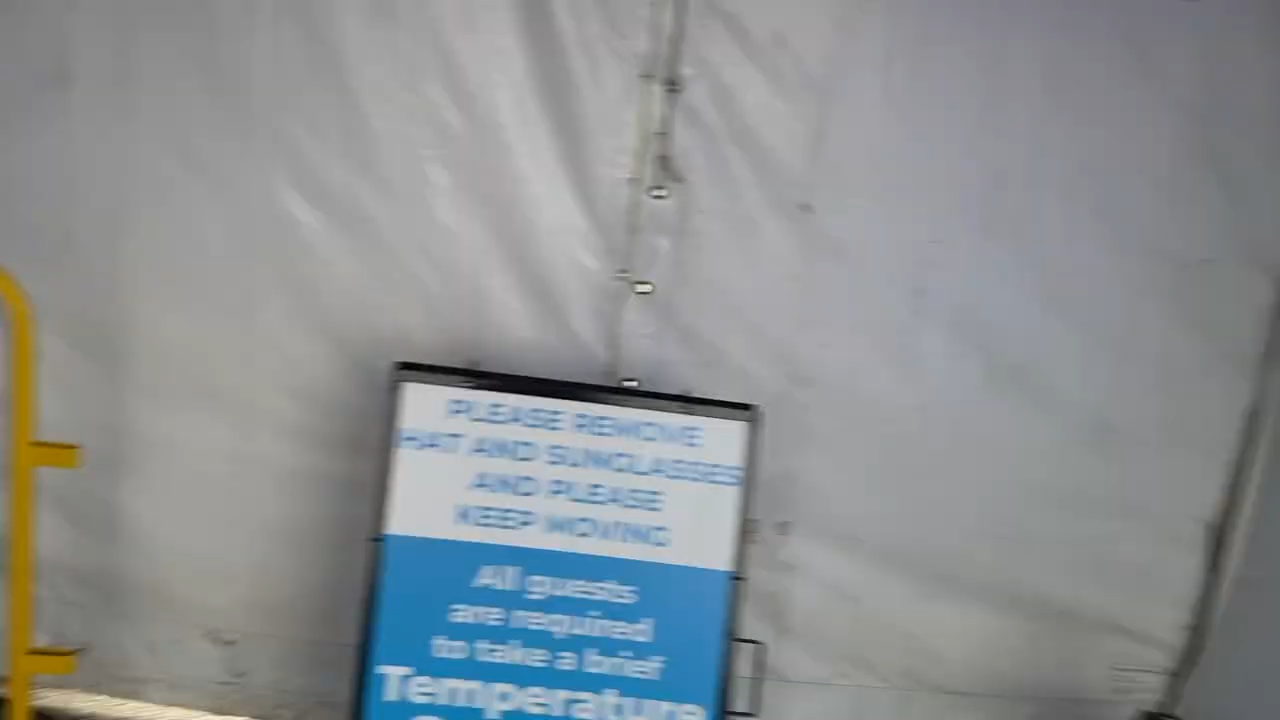 PLEASE REMOVE
HAT AND SUNGLASSES
AND PLEASE
KEEP MOVING
All guests
are required
to take a brief
Temperature